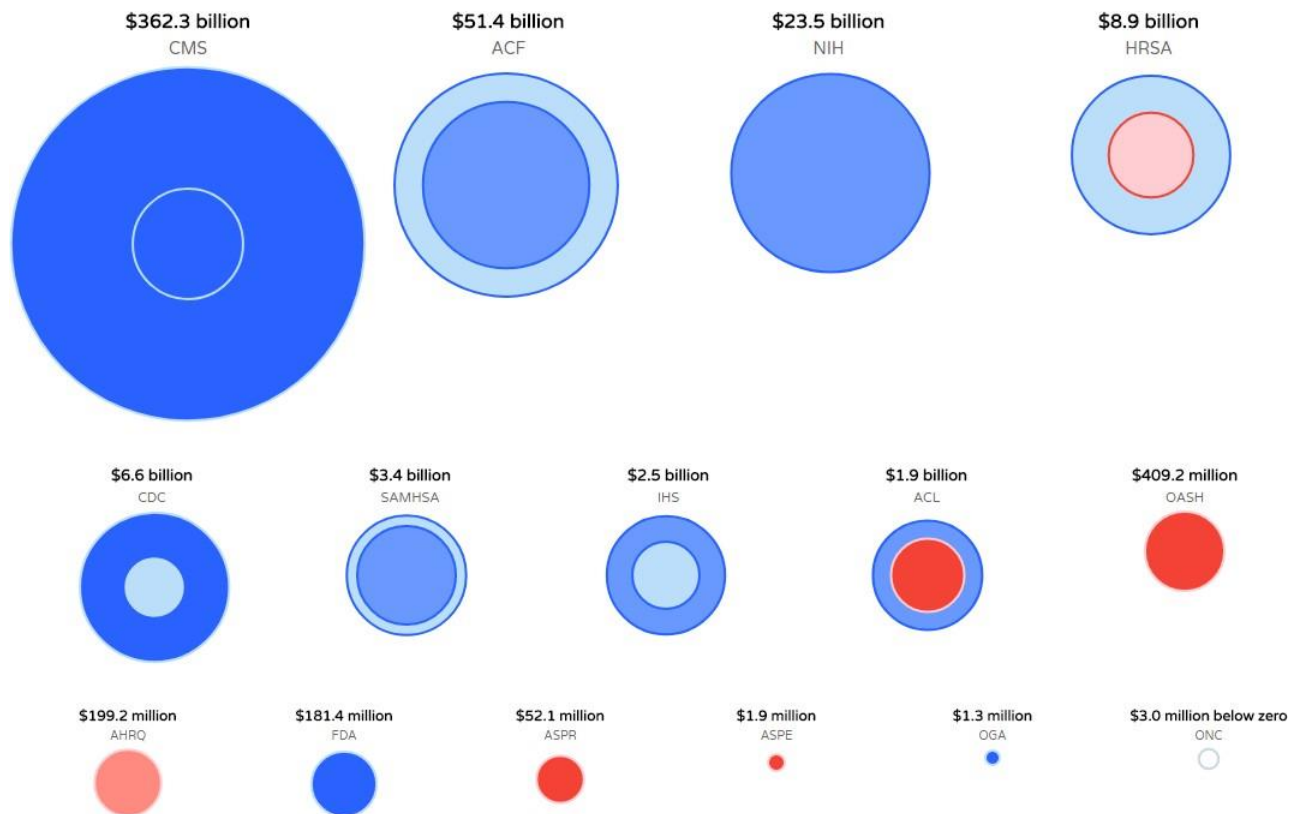 $362.3 billion
CMS
$51.4 billion
ACF
$23.5 billion
NIH
$8.9 billion
HRSA
$6.6 billion
CDC
$3.4 billion
SAMHSA
$2.5 billion
IHS
$1.9 billion
ACL
$409.2 million
OASH
$199.2 million
AHRQ
$181.4 million
FDA
$52.1 million
ASPR
$1.9 million
ASPE
$1.3 million
OGA
$3.0 million below zero
ONC